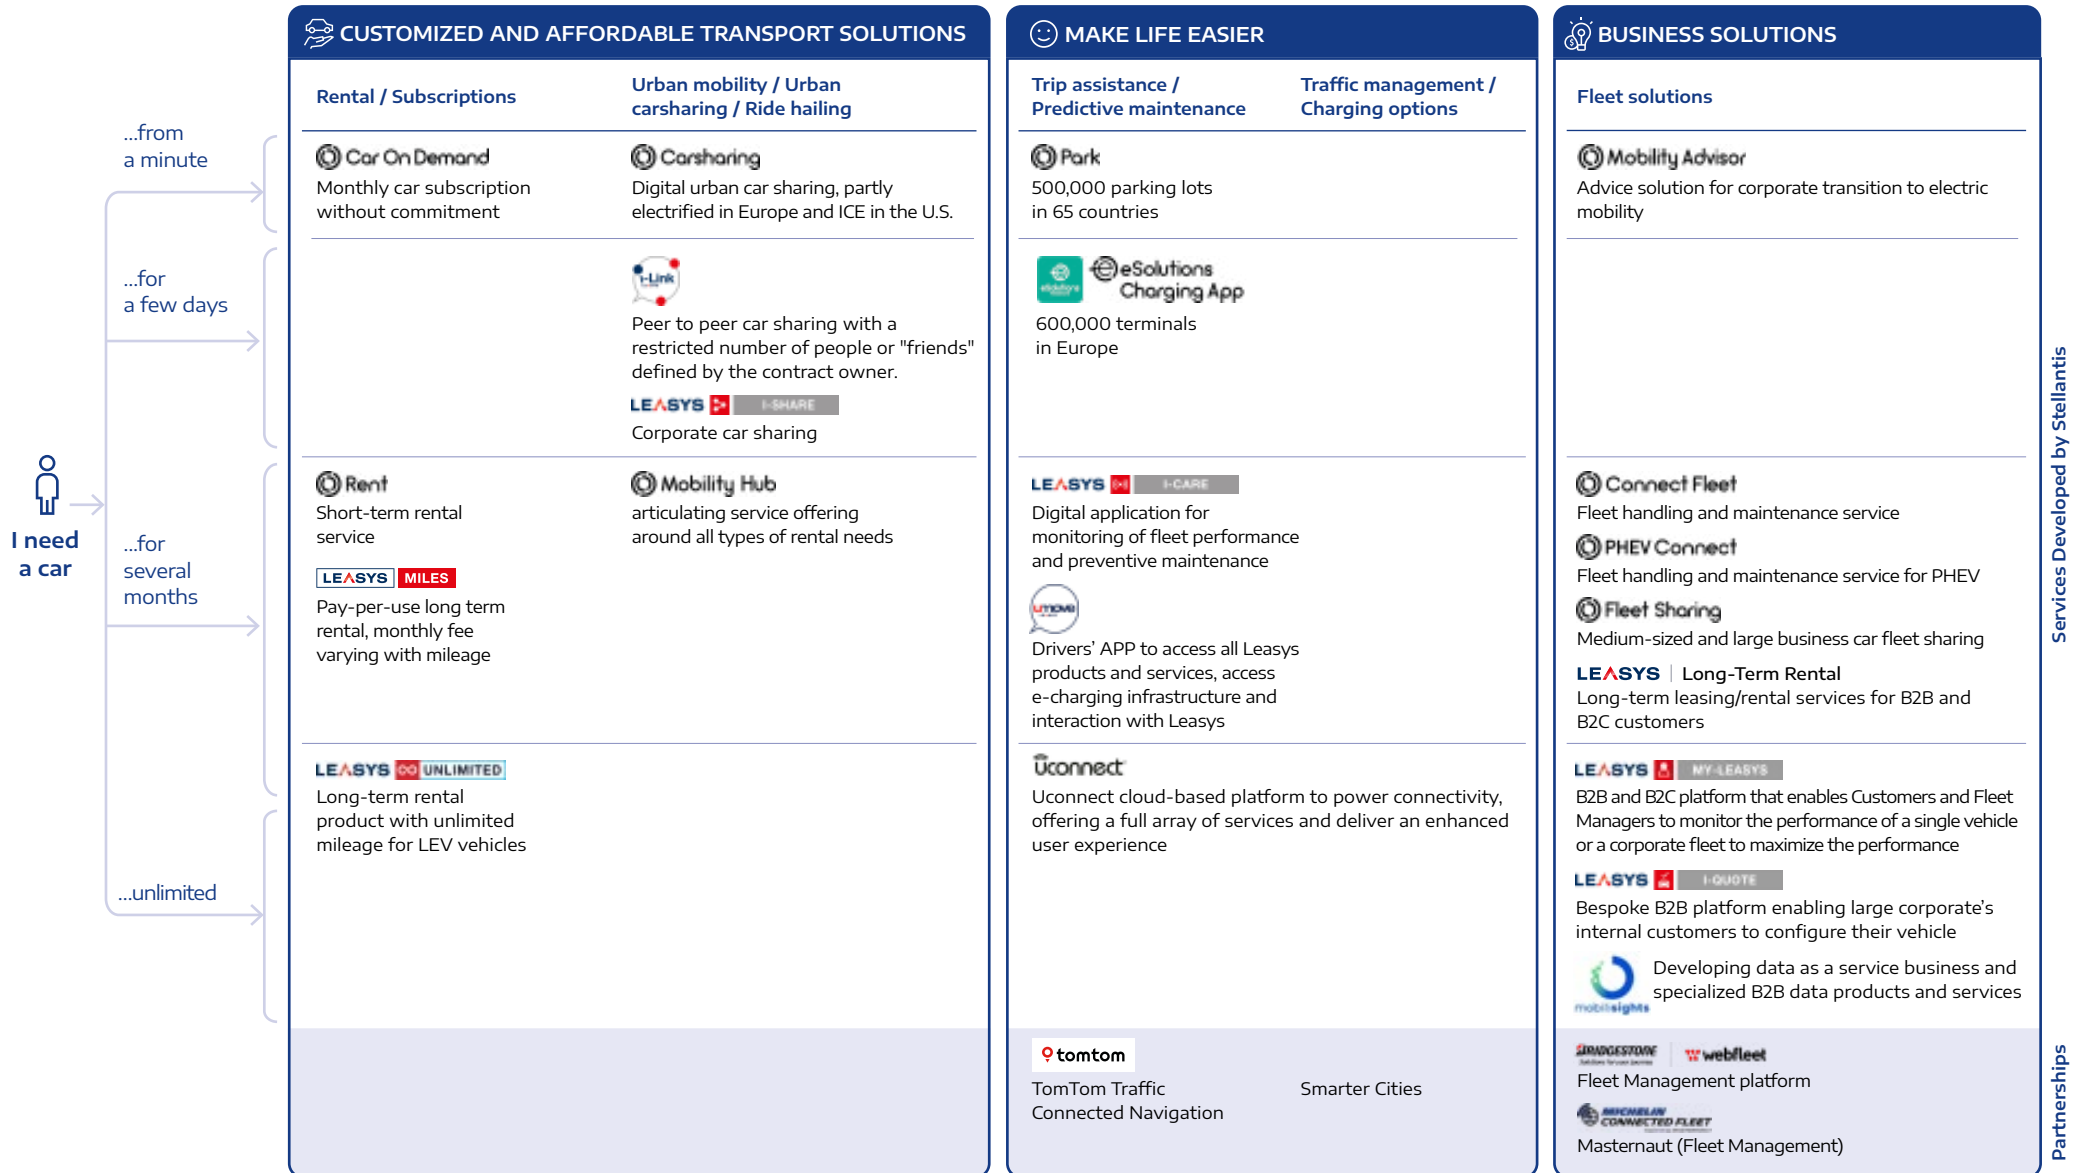 CUSTOMIZED AND AFFORDABLE TRANSPORT SOLUTIONS
MAKE LIFE EASIER
BUSINESS SOLUTIONS
Rental / Subscriptions
Urban mobility / Urban
carsharing / Ride hailing
Trip assistance /
Predictive maintenance
Traffic management /
Charging options
Fleet solutions
I need
a car
...from
a minute
...for
a few days
...for
several
months
...unlimited
Car On Demand
Monthly car subscription
without commitment
Carsharing
Digital urban car sharing, partly
electrified in Europe and ICE in the U.S.
Park
500,000 parking lots
in 65 countries
Mobility Advisor
Advice solution for corporate transition to electric
mobility
i-Link
Peer to peer car sharing with a
restricted number of people or "friends"
defined by the contract owner.
LEASYS I-SHARE
Corporate car sharing
eSolutions
Charging App
600,000 terminals
in Europe
Rent
Short-term rental
service
LEASYS MILES
Pay-per-use long term
rental, monthly fee
varying with mileage
Mobility Hub
articulating service offering
around all types of rental needs
LEASYS I-CARE
Digital application for
monitoring of fleet performance
and preventive maintenance
umove
Drivers' APP to access all Leasys
products and services, access
e-charging infrastructure and
interaction with Leasys
Connect Fleet
Fleet handling and maintenance service
PHEV Connect
Fleet handling and maintenance service for PHEV
Fleet Sharing
Medium-sized and large business car fleet sharing
LEASYS | Long-Term Rental
Long-term leasing/rental services for B2B and
B2C customers
LEASYS UNLIMITED
Long-term rental
product with unlimited
mileage for LEV vehicles
uconnect
Uconnect cloud-based platform to power connectivity,
offering a full array of services and deliver an enhanced
user experience
LEASYS MY-LEASYS
B2B and B2C platform that enables Customers and Fleet
Managers to monitor the performance of a single vehicle
or a corporate fleet to maximize the performance
LEASYS I-QUOTE
Bespoke B2B platform enabling large corporate's
internal customers to configure their vehicle
mobilisights
Developing data as a service business and
specialized B2B data products and services
Services Developed by Stellantis
tomtom
TomTom Traffic
Connected Navigation
Smarter Cities
BRIDGESTONE
webfleet
Fleet Management platform
MICHELIN
CONNECTED FLEET
Masternaut (Fleet Management)
Partnerships